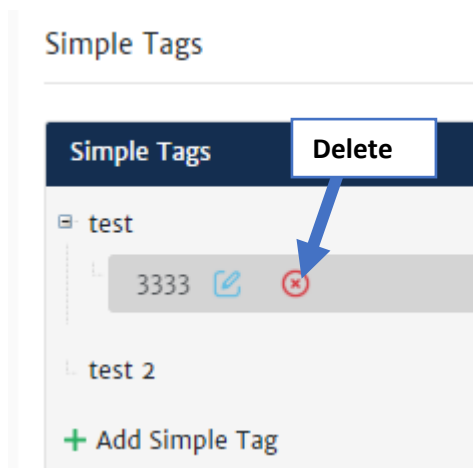 Simple Tags
Simple Tags
Delete
test
3333
test 2
Add Simple Tag